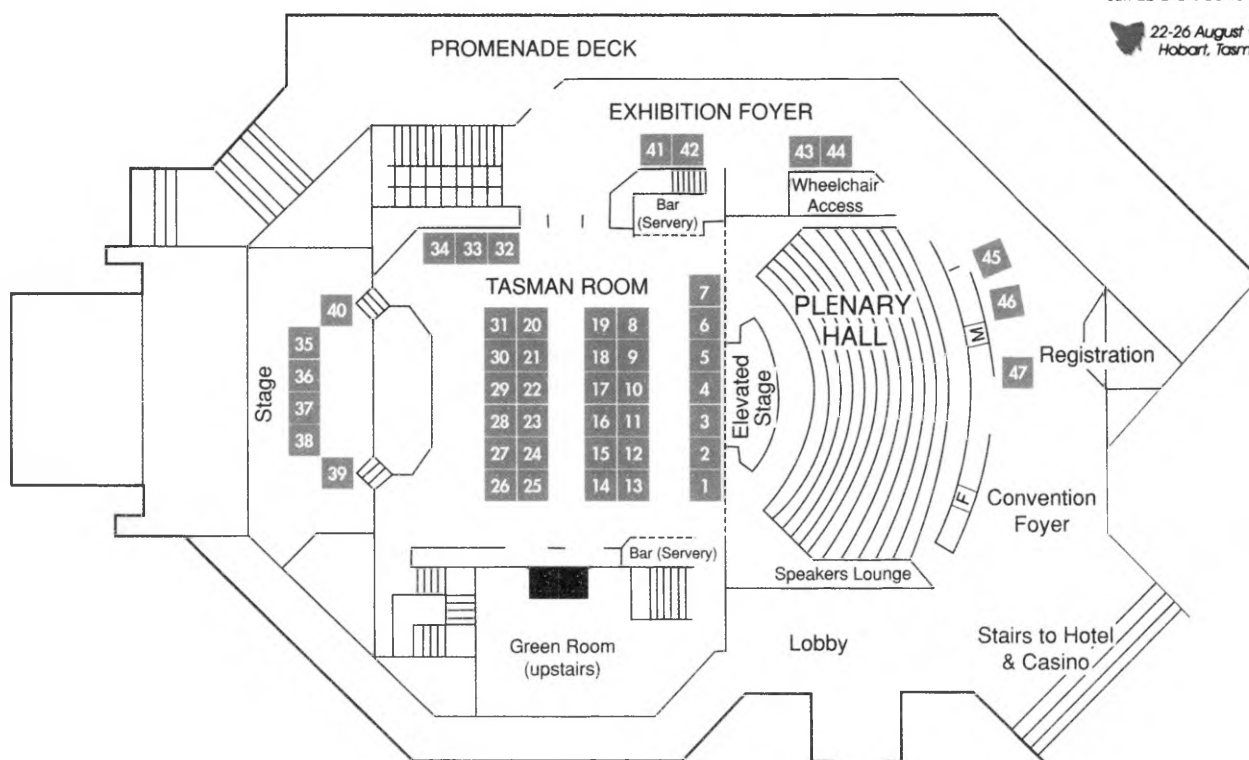 22-26 August
Hobart,
PROMENADE DECK
EXHIBITION FOYER
41 42
43 44
Wheelchair
Access
Bar
(Servery)
34 33 32
45
TASMAN ROOM
7
PLENARY
HALL
46
40
31 20
19 8
6
M
35
30 21
18 9
5
Registration
47
36
29 22
17 10
4
Elevated
Stage
Stage
37
28 23
16 11
3
38
27 24
15 12
2
39
26 25
14 13
1
F
Convention
Foyer
Bar (Servery)
Speakers Lounge
Green Room
(upstairs)
Lobby
Stairs to Hotel
& Casino